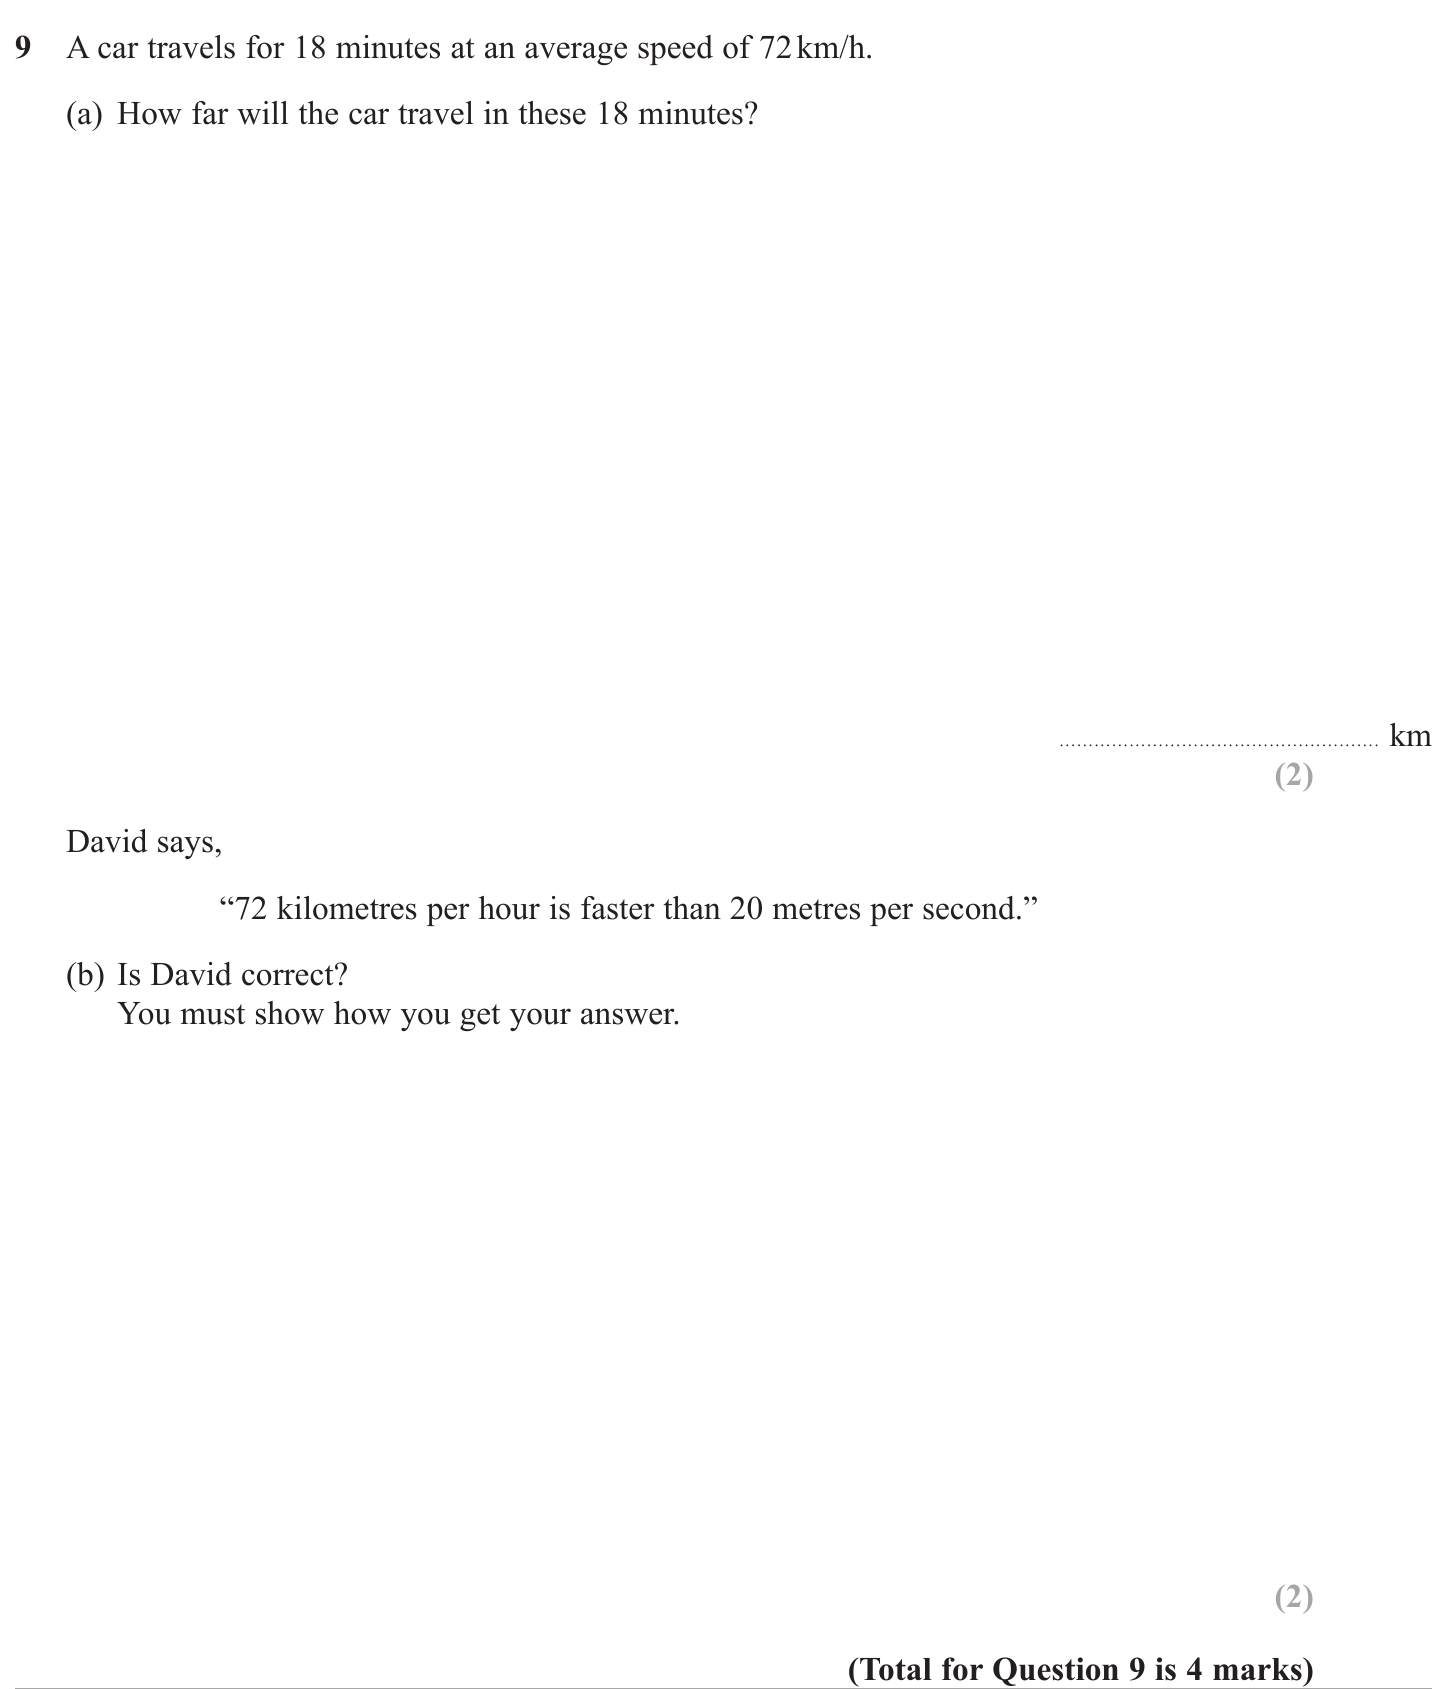 9 A car travels for 18 minutes at an average speed of 72 km/h.
(a) How far will the car travel in these 18 minutes?
........................................................ km
(2)
David says,
“72 kilometres per hour is faster than 20 metres per second.”
(b) Is David correct?
You must show how you get your answer.
(2)
(Total for Question 9 is 4 marks)